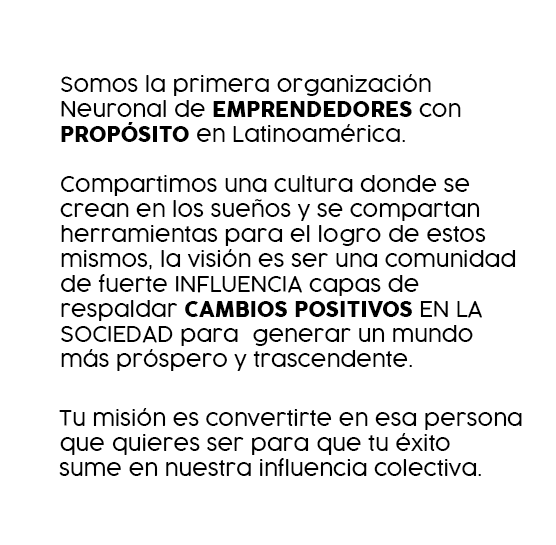 Somos la primera organización
Neuronal de EMPRENDEDORES con
PROPÓSITO en Latinoamérica.
Compartimos una cultura donde se
crean en los sueños y se compartan
herramientas para el logro de estos
mismos, la visión es ser una comunidad
de fuerte INFLUENCIA capas de
respaldar CAMBIOS POSITIVOS EN LA
SOCIEDAD para generar un mundo
más próspero y trascendente.
Tu misión es convertirte en esa persona
que quieres ser para que tu éxito
sume en nuestra influencia colectiva.